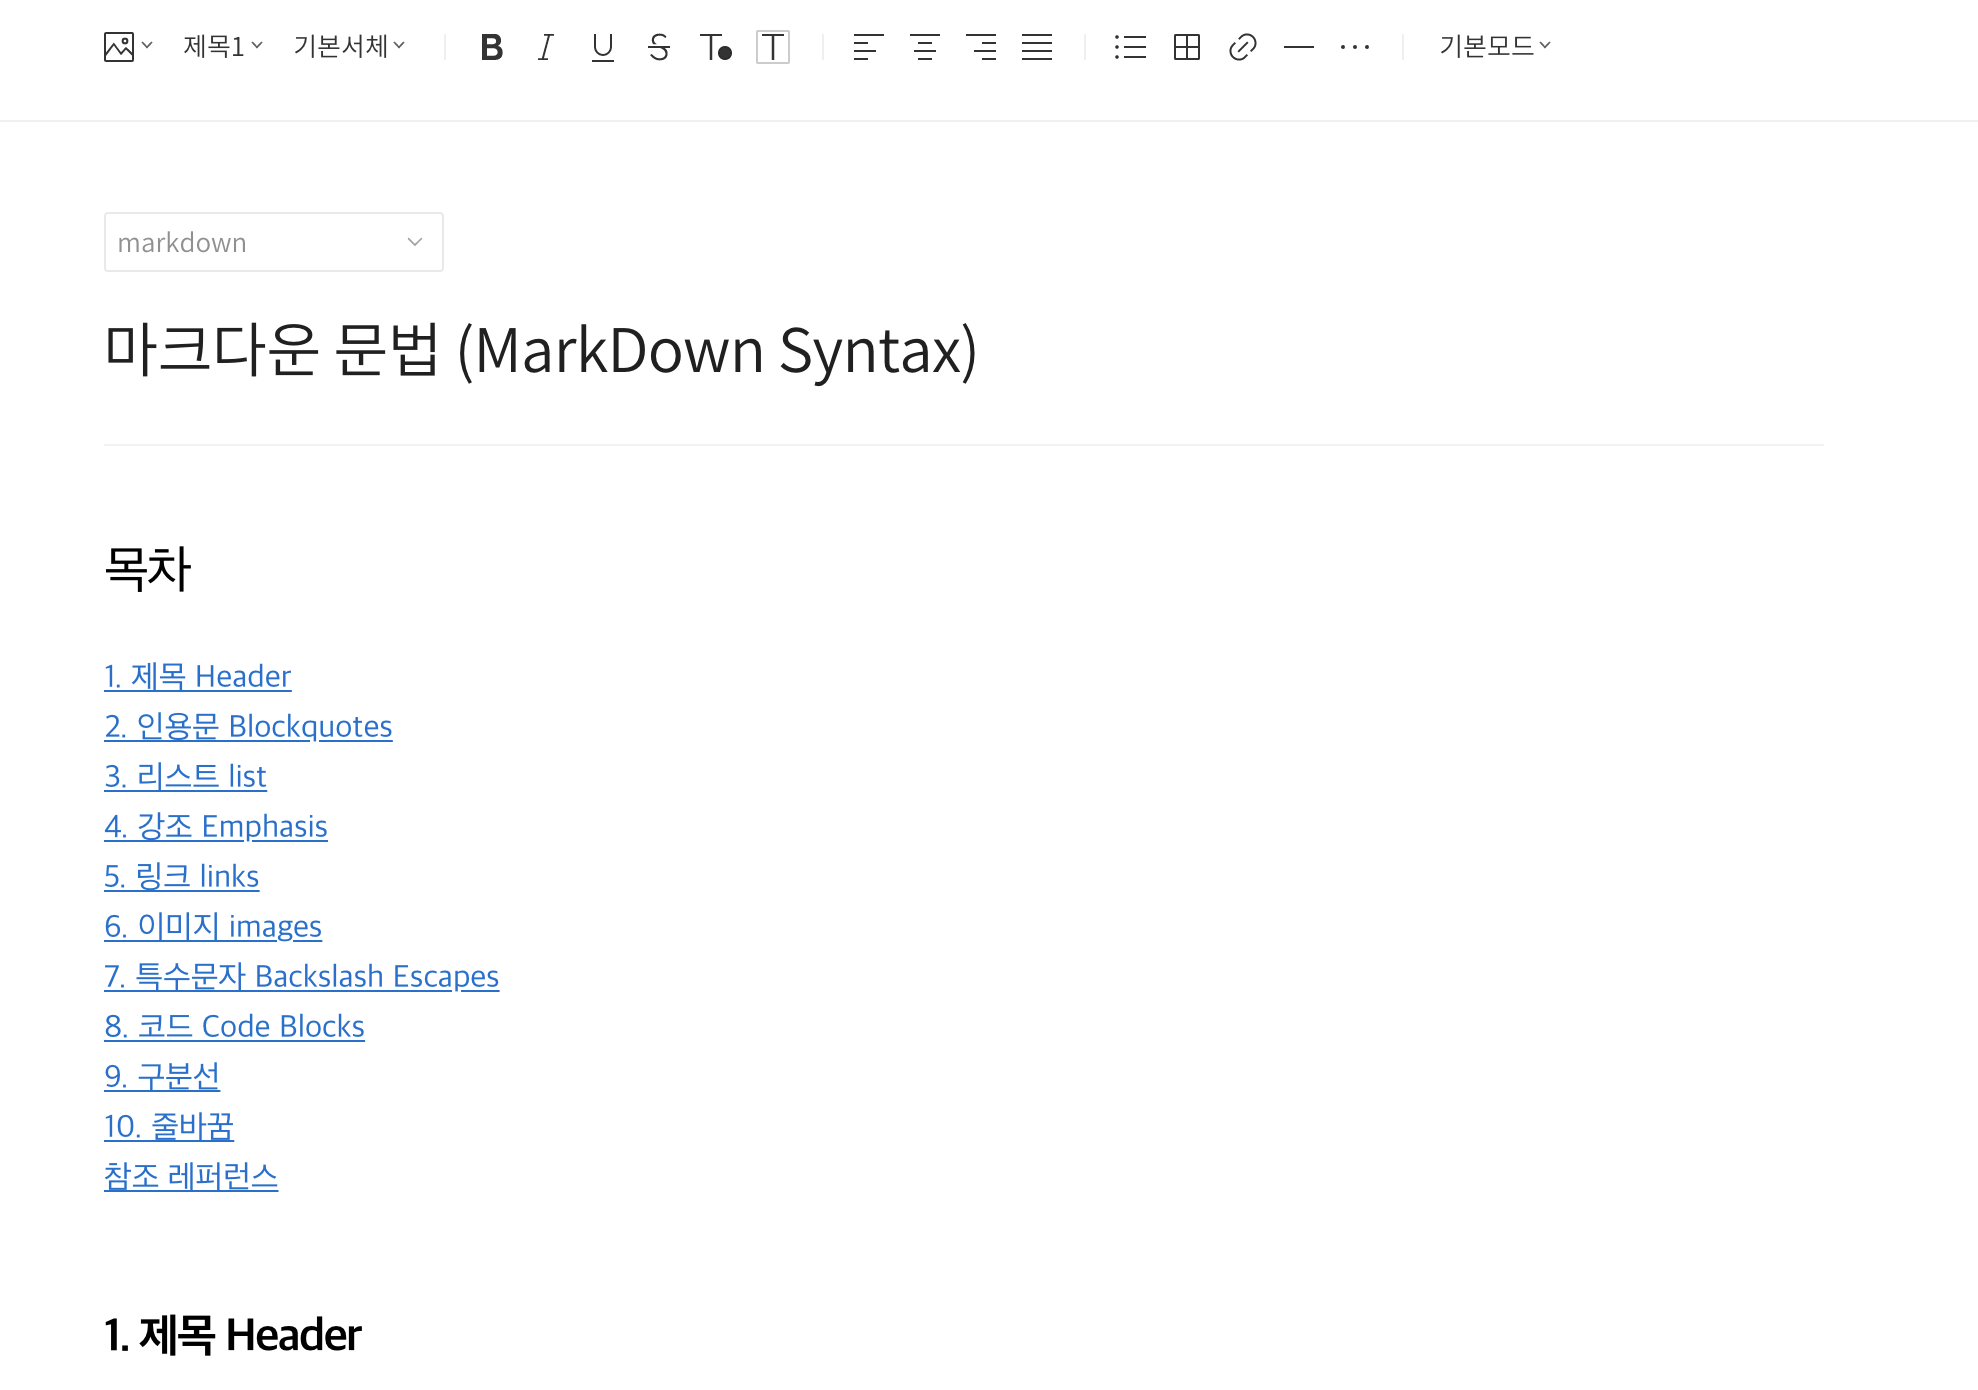 제목1 기본서체 B I U S T T 기본모드
markdown
마크다운 문법 (MarkDown Syntax)
목차
1. 제목 Header
2. 인용문 Blockquotes
3. 리스트 list
4. 강조 Emphasis
5. 링크 links
6. 이미지 images
7. 특수문자 Backslash Escapes
8. 코드 Code Blocks
9. 구분선
10. 줄바꿈
참조 레퍼런스
1. 제목 Header